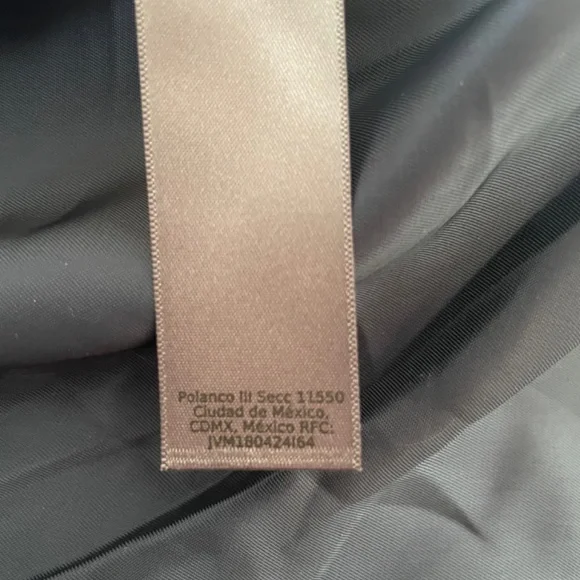 Polanco III Secc 11550
Ciudad de México,
CDMX, México RFC:
JVM180424I64